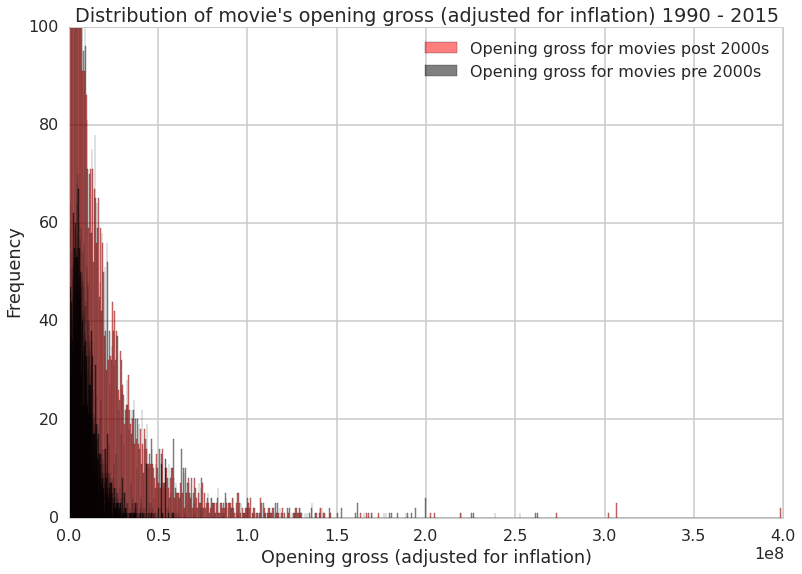 Distribution of movie's opening gross (adjusted for inflation) 1990 - 2015
Opening gross for movies post 2000s
Opening gross for movies pre 2000s
Frequency
100
80
60
40
20
0
0.0 0.5 1.0 1.5 2.0 2.5 3.0 3.5 4.0
1e8
Opening gross (adjusted for inflation)